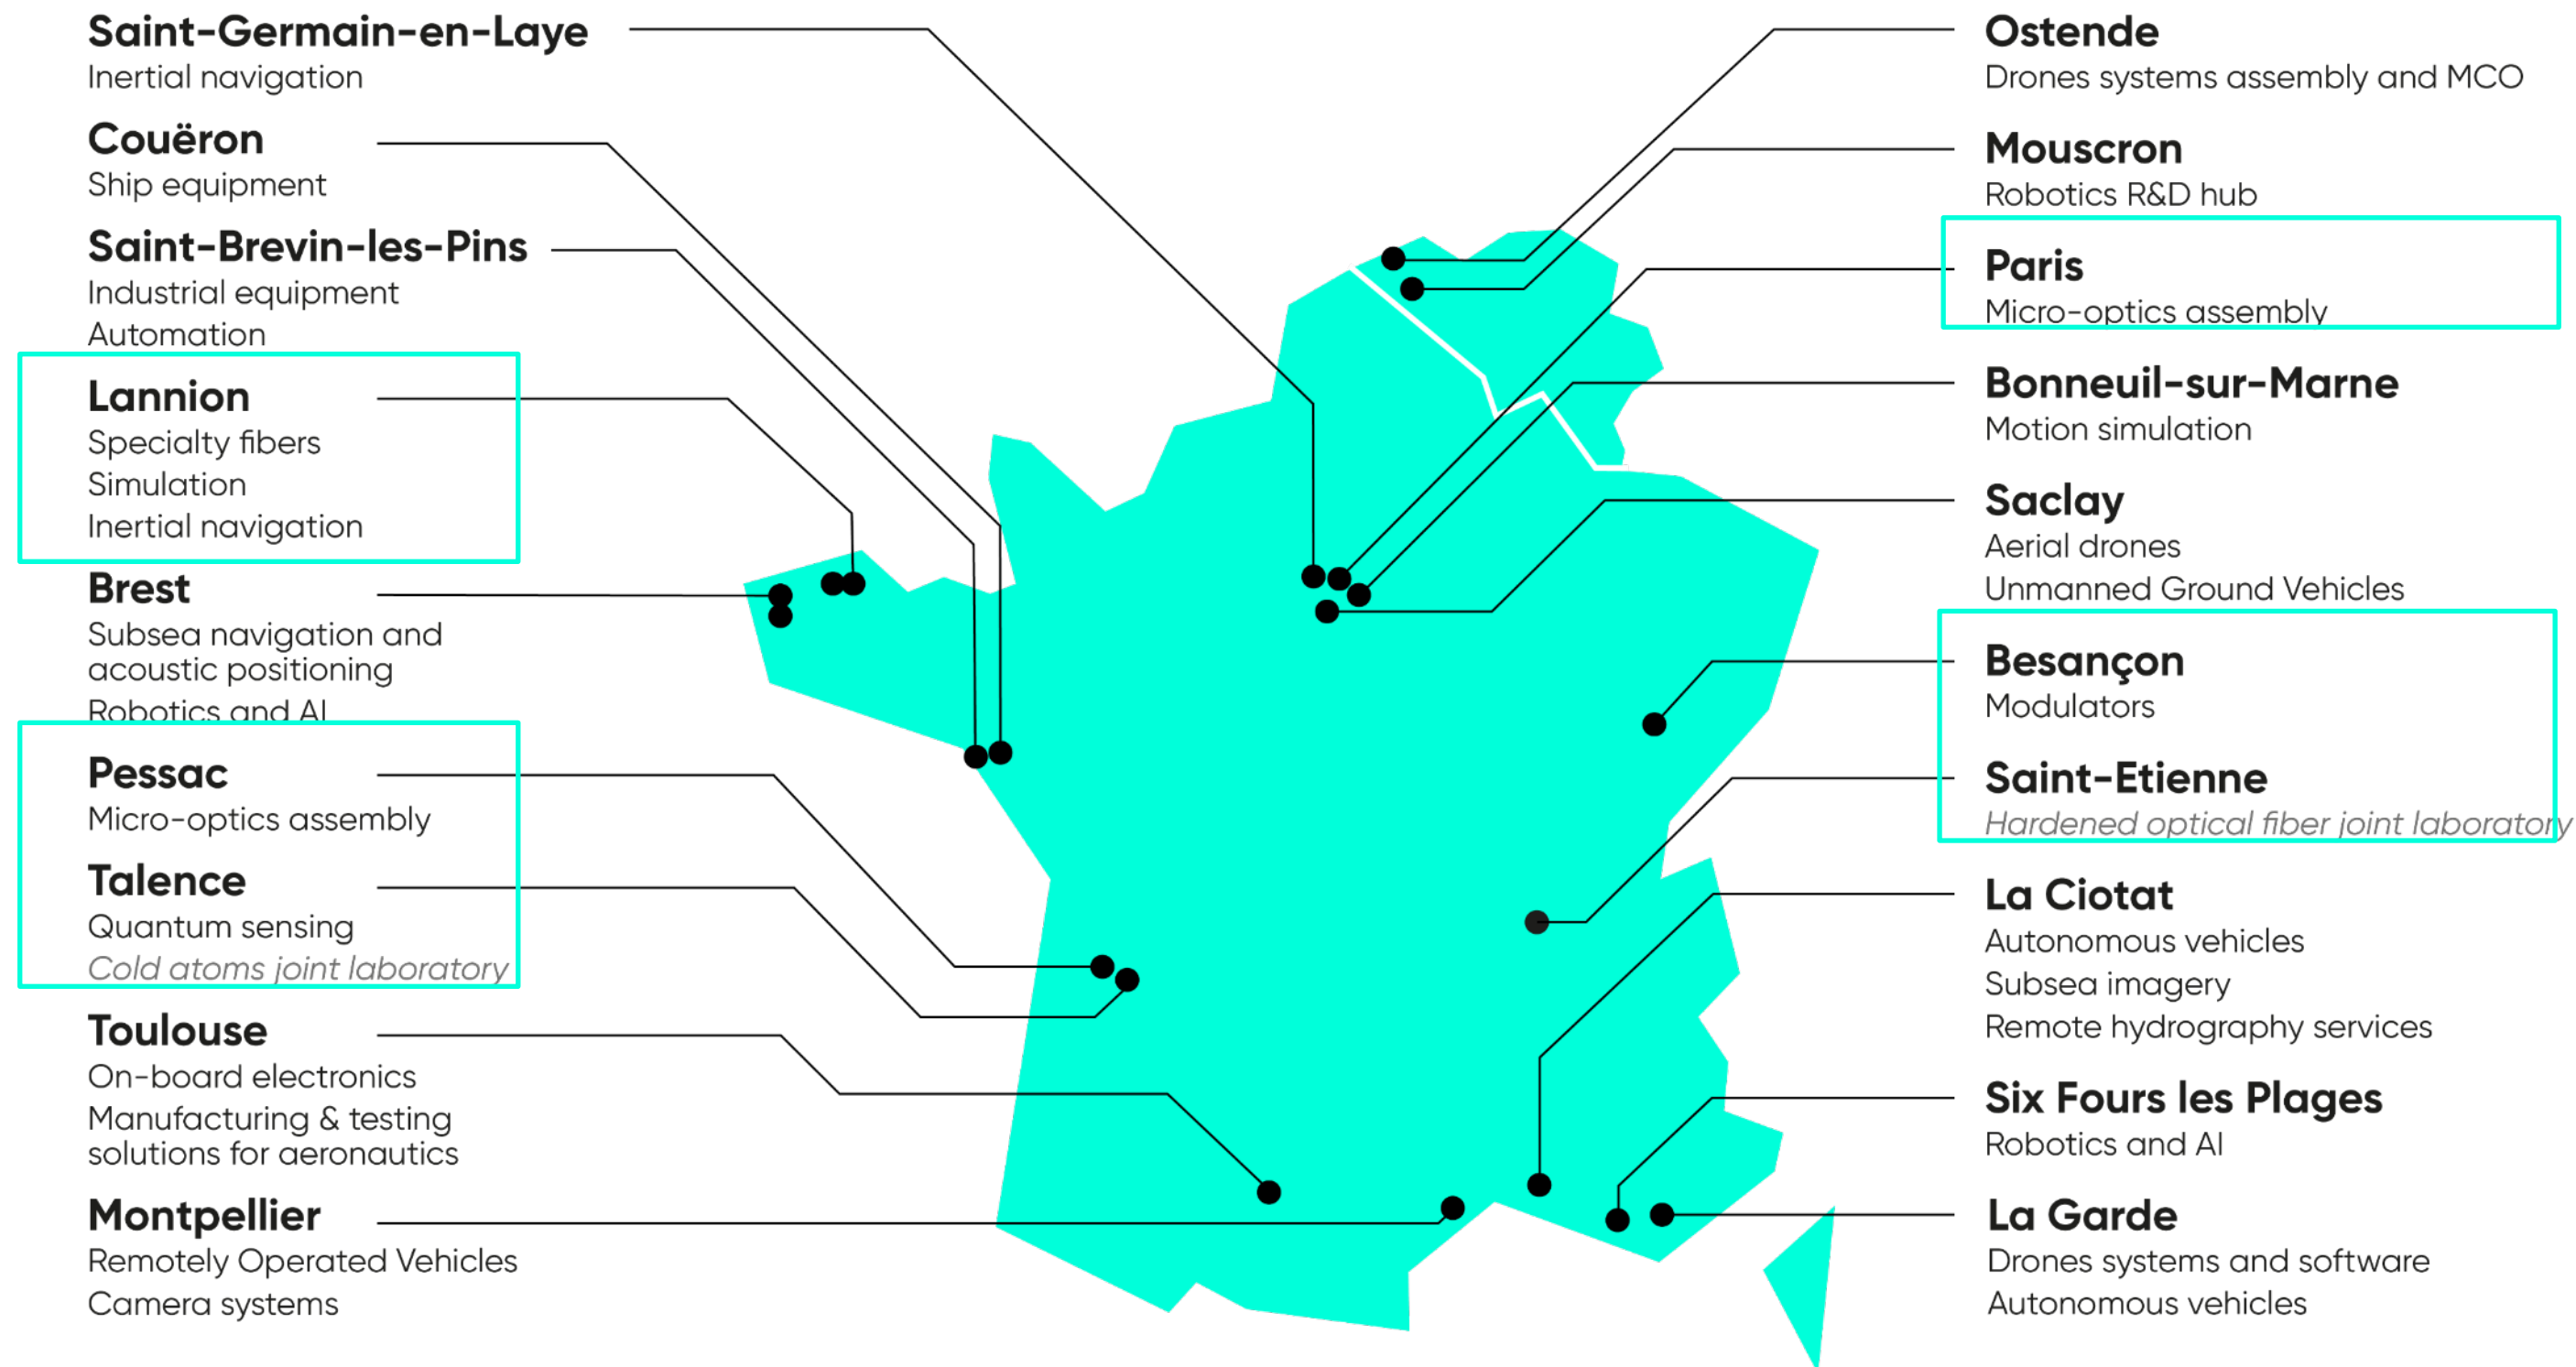 Saint-Germain-en-Laye
Inertial navigation
Couëron
Ship equipment
Saint-Brevin-les-Pins
Industrial equipment
Automation
Lannion
Specialty fibers
Simulation
Inertial navigation
Brest
Subsea navigation and
acoustic positioning
Robotics and AI
Pessac
Micro-optics assembly
Talence
Quantum sensing
Cold atoms joint laboratory
Toulouse
On-board electronics
Manufacturing & testing
solutions for aeronautics
Montpellier
Remotely Operated Vehicles
Camera systems
Ostende
Drones systems assembly and MCO
Mouscron
Robotics R&D hub
Paris
Micro-optics assembly
Bonneuil-sur-Marne
Motion simulation
Saclay
Aerial drones
Unmanned Ground Vehicles
Besançon
Modulators
Saint-Etienne
Hardened optical fiber joint laboratory
La Ciotat
Autonomous vehicles
Subsea imagery
Remote hydrography services
Six Fours les Plages
Robotics and AI
La Garde
Drones systems and software
Autonomous vehicles